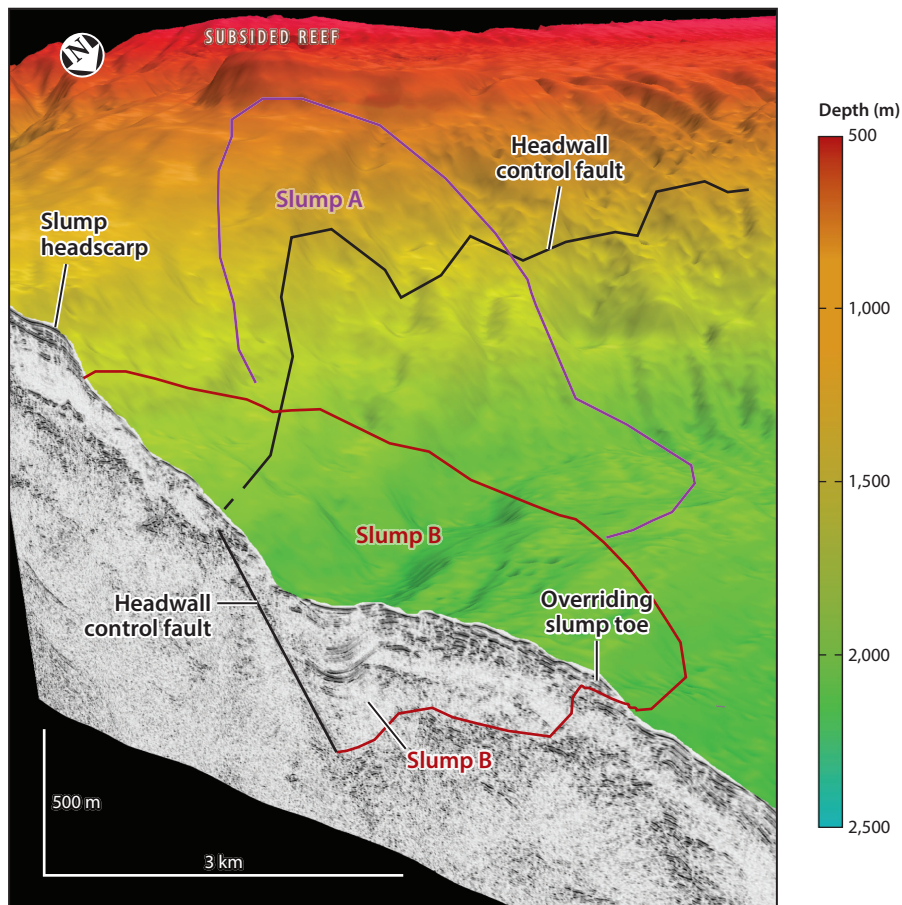 SUBSIDED REEF
N
Depth (m)
500
1,000
1,500
2,000
2,500
Headwall
control fault
Slump A
Slump
headscarp
Slump B
Headwall
control fault
Overriding
slump toe
Slump B
500 m
3 km